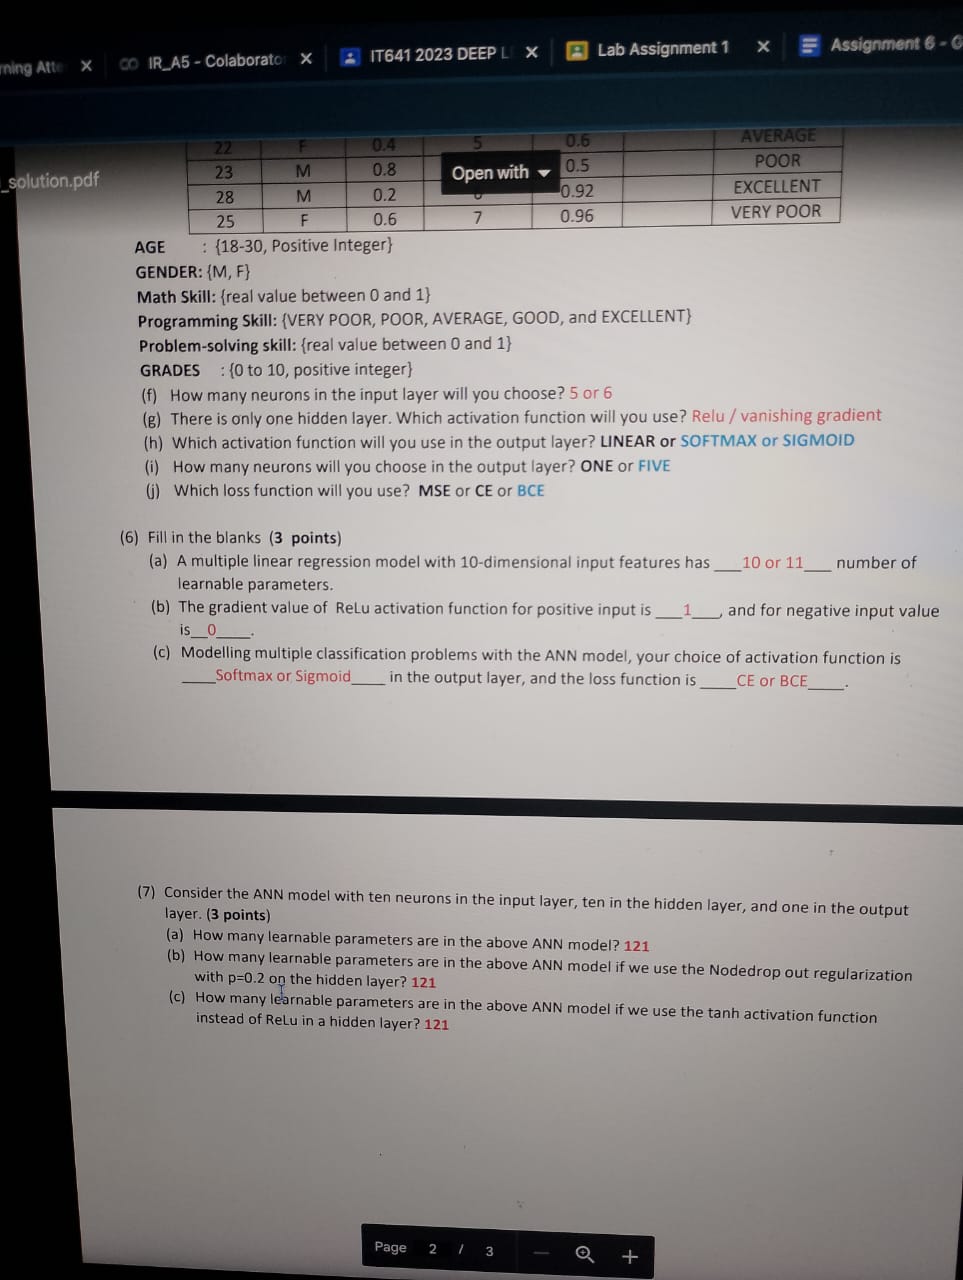 ning Atte × IR_A5 - Colaborato × IT641 2023 DEEP L × Lab Assignment 1 × Assignment 6 - G
_solution.pdf
Open with
22 F 0.4 5 0.6 AVERAGE
23 M 0.8 0.5 POOR
28 M 0.2 0.92 EXCELLENT
25 F 0.6 7 0.96 VERY POOR
AGE : {18-30, Positive Integer}
GENDER: {M, F}
Math Skill: {real value between 0 and 1}
Programming Skill: {VERY POOR, POOR, AVERAGE, GOOD, and EXCELLENT}
Problem-solving skill: {real value between 0 and 1}
GRADES : {0 to 10, positive integer}
(f) How many neurons in the input layer will you choose? 5 or 6
(g) There is only one hidden layer. Which activation function will you use? Relu / vanishing gradient
(h) Which activation function will you use in the output layer? LINEAR or SOFTMAX or SIGMOID
(i) How many neurons will you choose in the output layer? ONE or FIVE
(j) Which loss function will you use? MSE or CE or BCE
(6) Fill in the blanks (3 points)
(a) A multiple linear regression model with 10-dimensional input features has ___10 or 11___ number of
learnable parameters.
(b) The gradient value of ReLu activation function for positive input is ___1___, and for negative input value
is__0____.
(c) Modelling multiple classification problems with the ANN model, your choice of activation function is
____Softmax or Sigmoid____ in the output layer, and the loss function is ____CE or BCE____.
(7) Consider the ANN model with ten neurons in the input layer, ten in the hidden layer, and one in the output
layer. (3 points)
(a) How many learnable parameters are in the above ANN model? 121
(b) How many learnable parameters are in the above ANN model if we use the Nodedrop out regularization
with p=0.2 on the hidden layer? 121
(c) How many learnable parameters are in the above ANN model if we use the tanh activation function
instead of ReLu in a hidden layer? 121
Page 2 / 3 — +